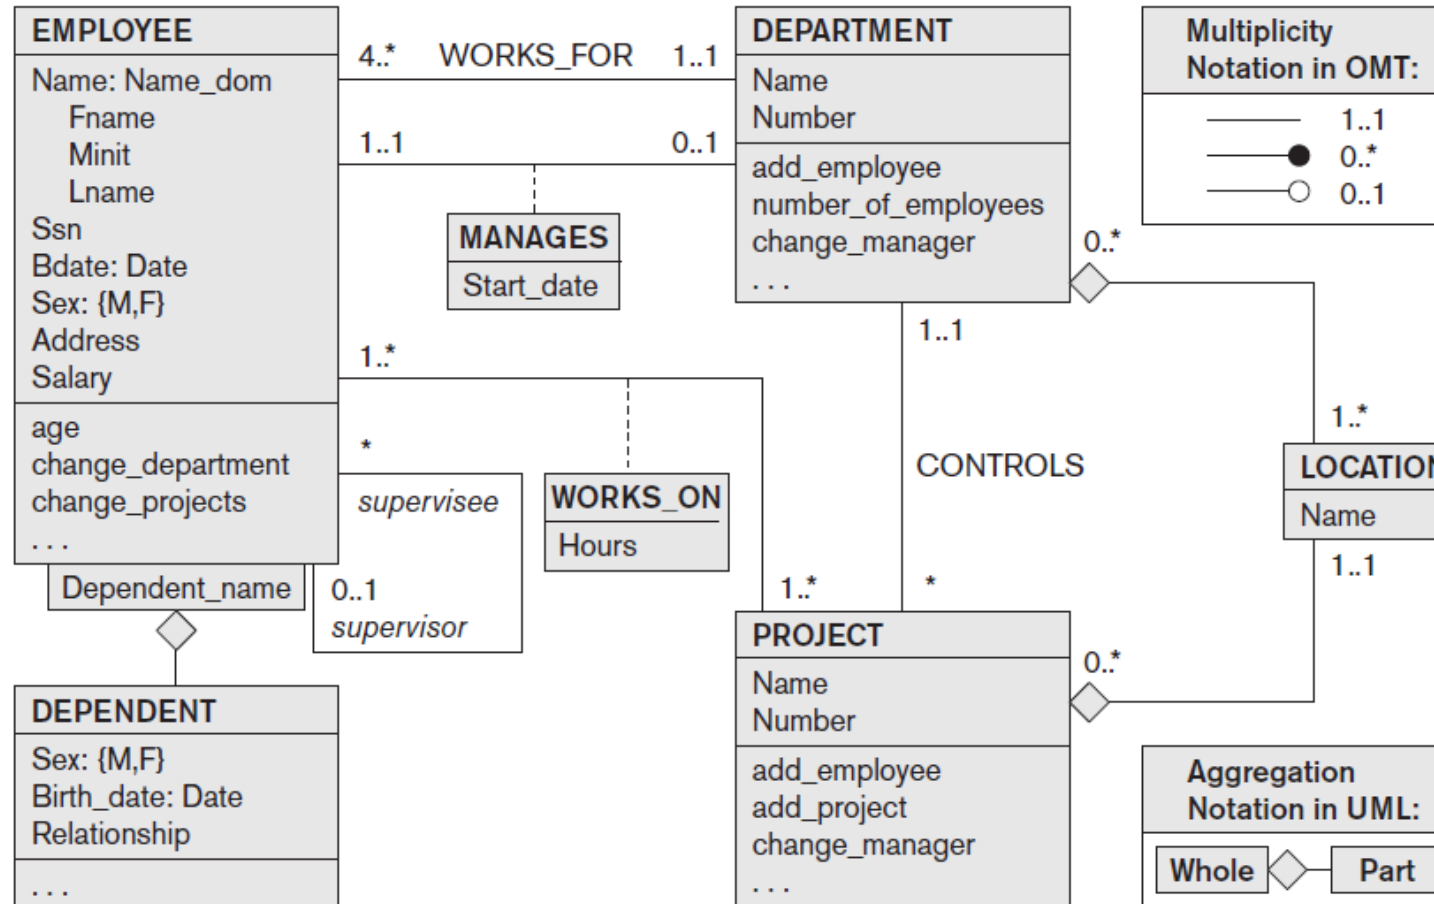 EMPLOYEE
Name: Name_dom
Fname
Minit
Lname
Ssn
Bdate: Date
Sex: {M,F}
Address
Salary
age
change_department
change_projects
. . .
Dependent_name
DEPENDENT
Sex: {M,F}
Birth_date: Date
Relationship
. . .
4..* WORKS_FOR 1..1
1..1 0..1
MANAGES
Start_date
1..*
*
supervisee
0..1
supervisor
WORKS_ON
Hours
1..*
DEPARTMENT
Name
Number
add_employee
number_of_employees
change_manager
. . .
0..*
1..1
CONTROLS
*
PROJECT
Name
Number
add_employee
add_project
change_manager
. . .
0..*
1..*
LOCATION
Name
1..1
Multiplicity
Notation in OMT:
1..1
0..*
0..1
Aggregation
Notation in UML:
Whole Part